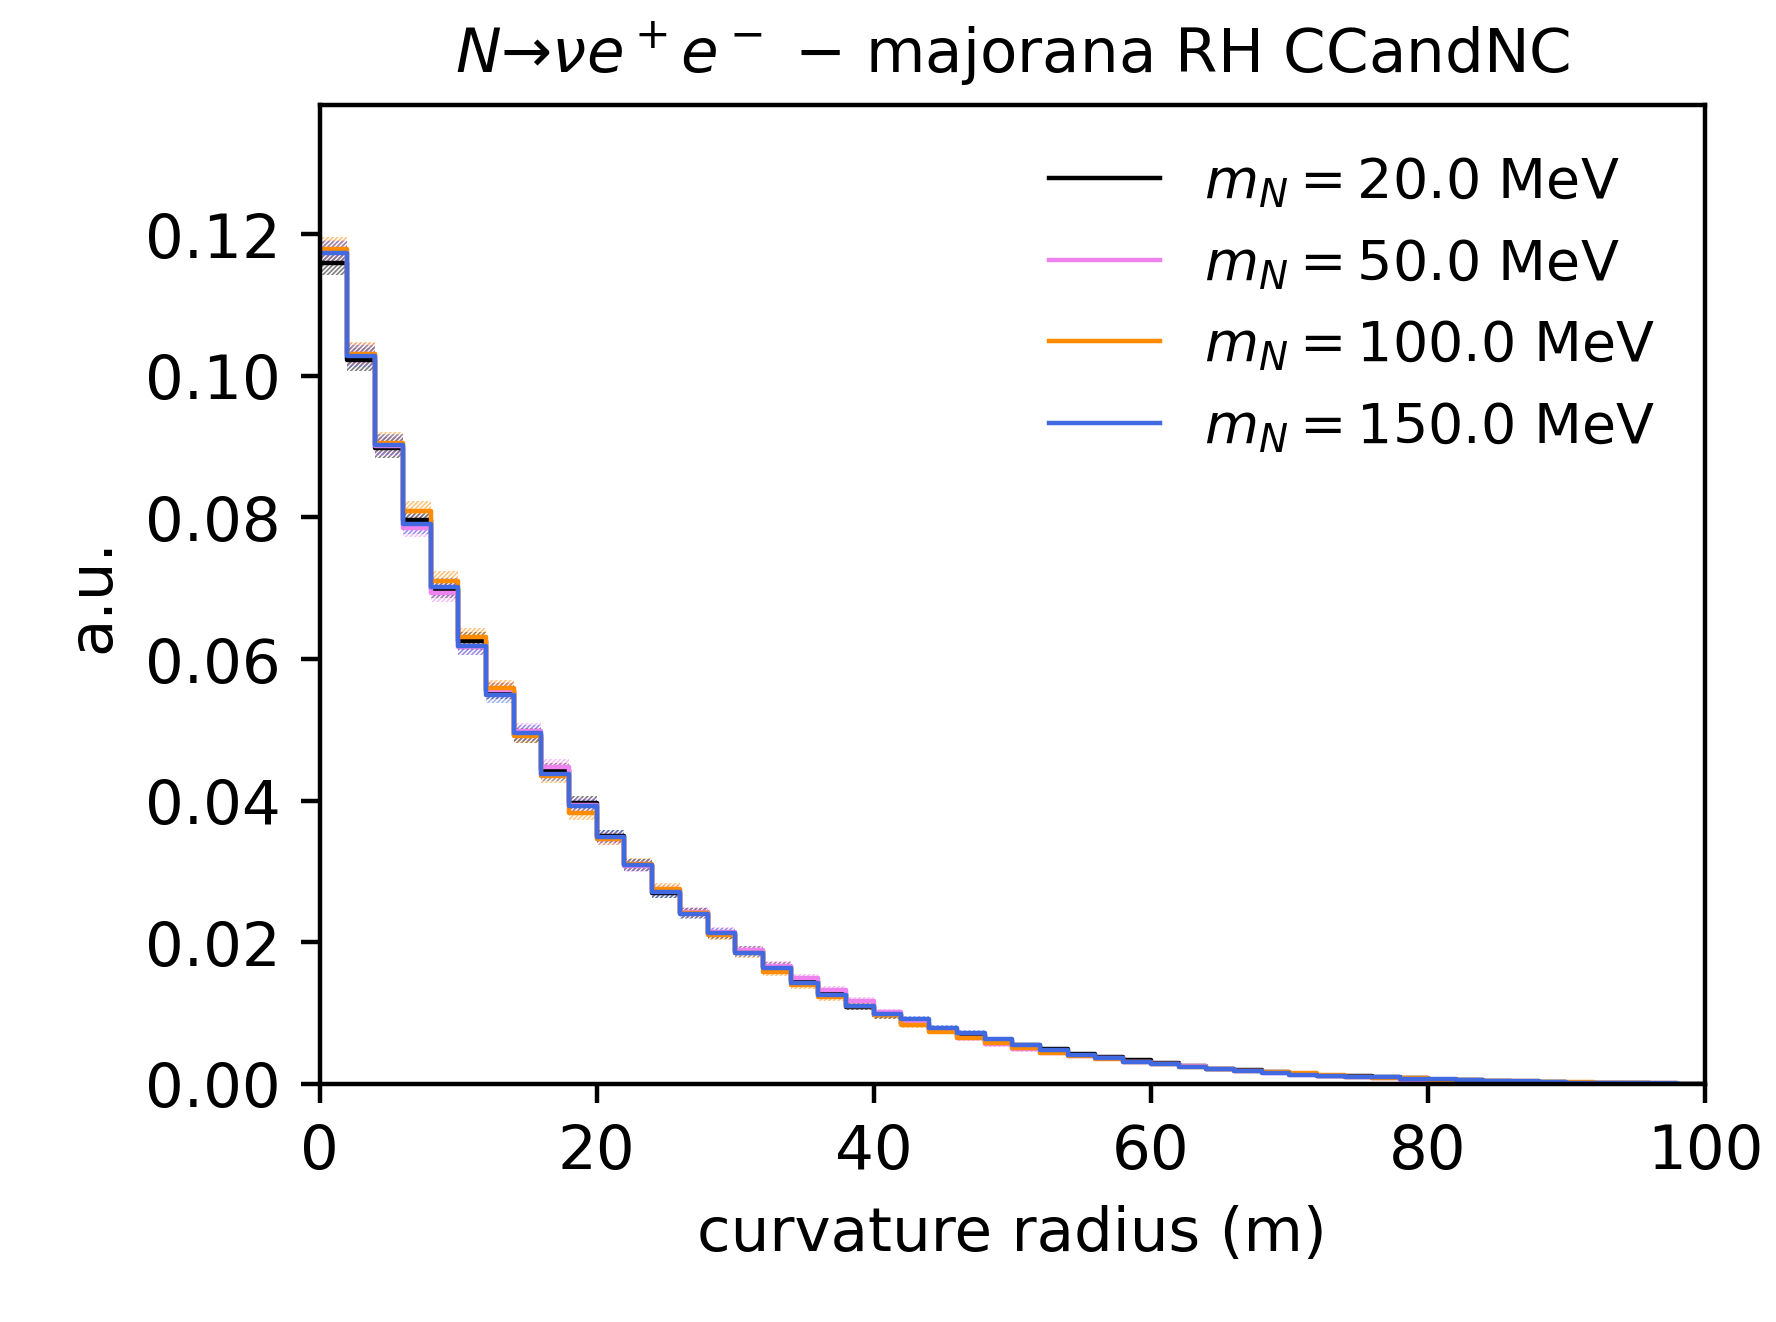 N→νe⁺e⁻ − majorana RH CCandNC
m_N = 20.0 MeV
m_N = 50.0 MeV
m_N = 100.0 MeV
m_N = 150.0 MeV
a.u.
0.12
0.10
0.08
0.06
0.04
0.02
0.00
0 20 40 60 80 100
curvature radius (m)